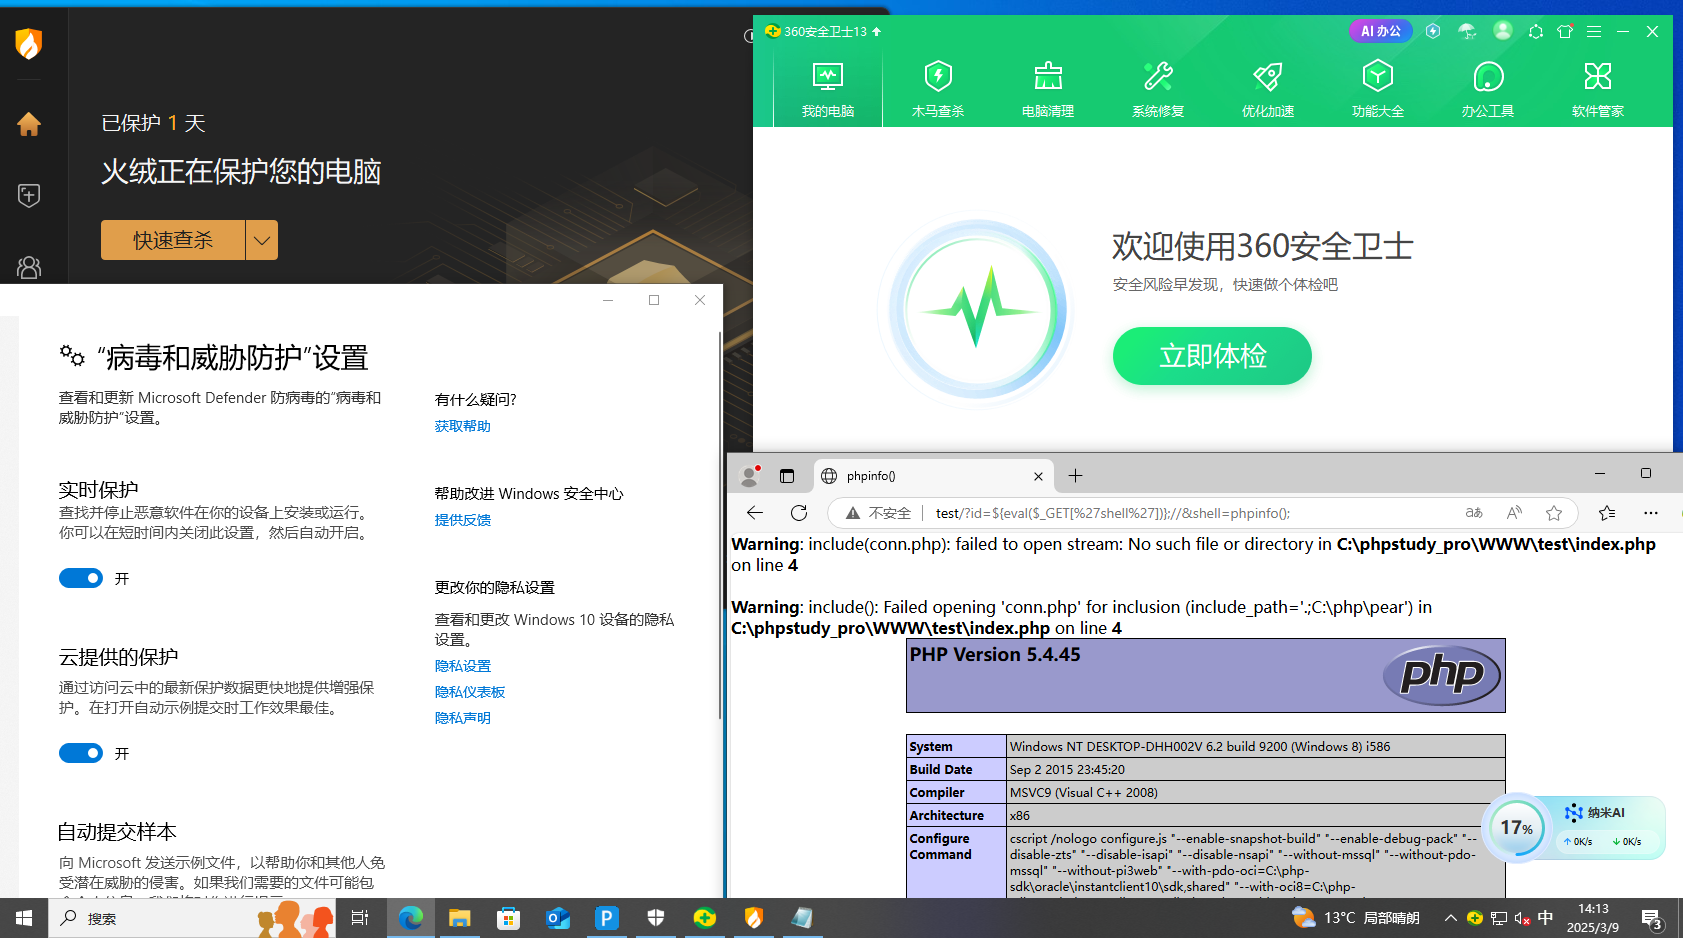 已保护 1 天
火绒正在保护您的电脑
快速查杀
360安全卫士13
AI 办公
我的电脑
木马查杀
电脑清理
系统修复
优化加速
功能大全
办公工具
软件管家
欢迎使用360安全卫士
安全风险早发现，快速做个体检吧
立即体检
“病毒和威胁防护”设置
查看和更新 Microsoft Defender 防病毒的“病毒和
威胁防护”设置。
实时保护
查找并停止恶意软件在你的设备上安装或运行。
你可以在短时间内关闭此设置，然后自动开启。
开
云提供的保护
通过访问云中的最新保护数据更快地提供增强保
护。在打开自动示例提交时工作效果最佳。
开
自动提交样本
向 Microsoft 发送示例文件，以帮助你和其他人免
受潜在威胁的侵害。如果我们需要的文件可能包
有什么疑问?
获取帮助
帮助改进 Windows 安全中心
提供反馈
更改你的隐私设置
查看和更改 Windows 10 设备的隐私
设置。
隐私设置
隐私仪表板
隐私声明
phpinfo()
不安全
test/?id=${eval($_GET[%27shell%27])};//&shell=phpinfo();
Warning: include(conn.php): failed to open stream: No such file or directory in C:\phpstudy_pro\WWW\test\index.php
on line 4
Warning: include(): Failed opening 'conn.php' for inclusion (include_path='.;C:\php\pear') in
C:\phpstudy_pro\WWW\test\index.php on line 4
PHP Version 5.4.45
php
System Windows NT DESKTOP-DHH002V 6.2 build 9200 (Windows 8) i586
Build Date Sep 2 2015 23:45:20
Compiler MSVC9 (Visual C++ 2008)
Architecture x86
Configure Command
cscript /nologo configure.js "--enable-snapshot-build" "--enable-debug-pack" "--
disable-zts" "--disable-isapi" "--disable-nsapi" "--without-mssql" "--without-pdo-
mssql" "--without-pi3web" "--with-pdo-oci=C:\php-
sdk\oracle\instantclient10\sdk,shared" "--with-oci8=C:\php-
17%
纳米AI
0K/s
0K/s
搜索
13°C 局部晴朗
中
14:13
2025/3/9
3